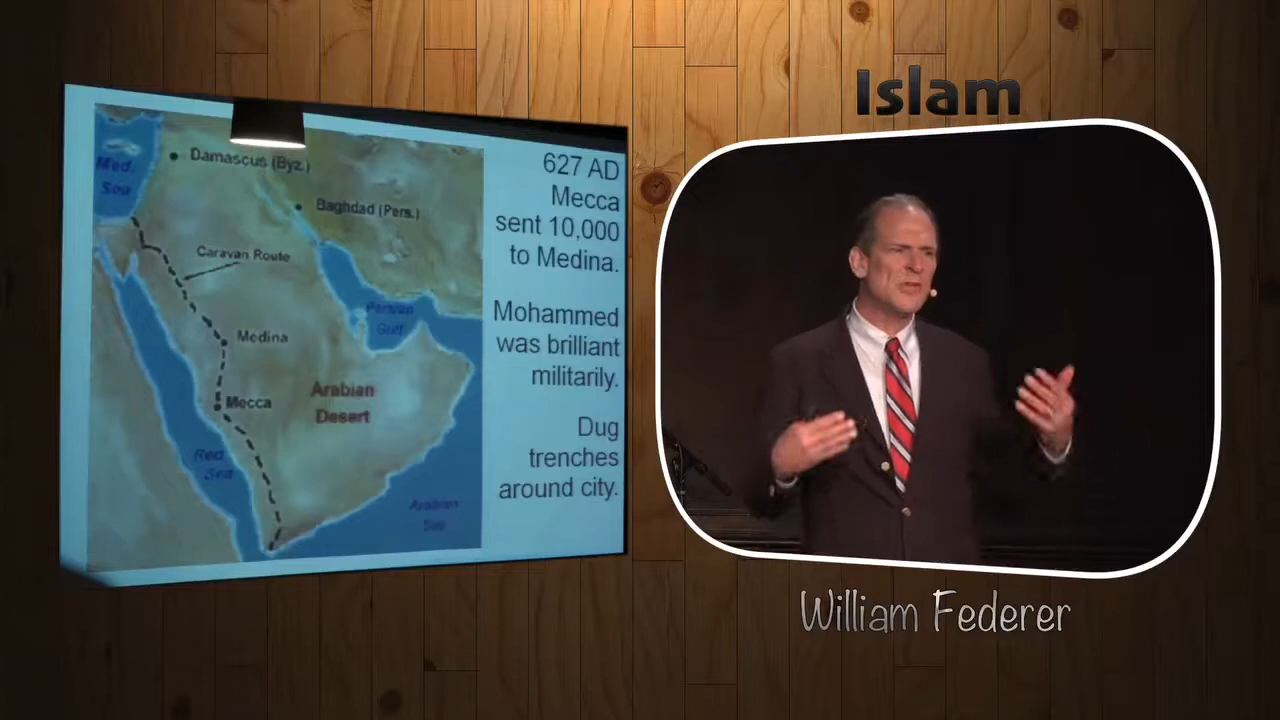 Islam
Damascus (Byz.)
Med.
Sea
Baghdad (Pers.)
Caravan Route
Persian
Gulf
Medina
Mecca
Arabian
Desert
Red
Sea
Arabian
Sea
627 AD
Mecca
sent 10,000
to Medina.
Mohammed
was brilliant
militarily.
Dug
trenches
around city.
William Federer